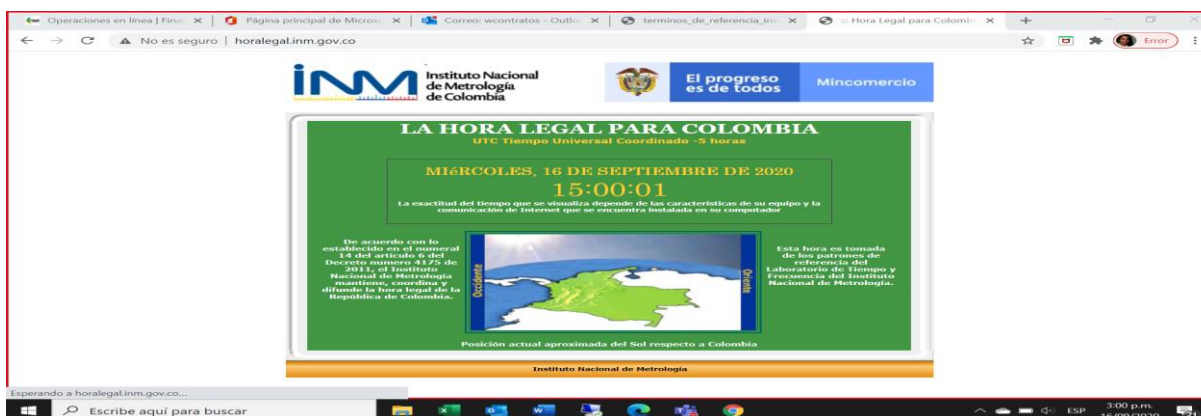 Operaciones en línea | Fina
Página principal de Microso
Correo: wcontratos - Outloo
terminos_de_referencia_inv
:: Hora Legal para Colombi
No es seguro | horalegal.inm.gov.co
Error
inm
Instituto Nacional
de Metrología
de Colombia
El progreso
es de todos
Mincomercio
LA HORA LEGAL PARA COLOMBIA
UTC Tiempo Universal Coordinado -5 horas
MIéRCOLES, 16 DE SEPTIEMBRE DE 2020
15:00:01
La exactitud del tiempo que se visualiza depende de las características de su equipo y la
comunicación de Internet que se encuentra instalada en su computador
De acuerdo con lo
establecido en el numeral
14 del artículo 6 del
Decreto numero 4175 de
2011, el Instituto
Nacional de Metrología
mantiene, coordina y
difunde la hora legal de la
República de Colombia.
Occidente
Oriente
Esta hora es tomada
de los patrones de
referencia del
Laboratorio de Tiempo y
Frecuencia del Instituto
Nacional de Metrología.
Posición actual aproximada del Sol respecto a Colombia
Instituto Nacional de Metrología
Esperando a horalegal.inm.gov.co...
Escribe aquí para buscar
ESP
3:00 p.m.
16/09/2020